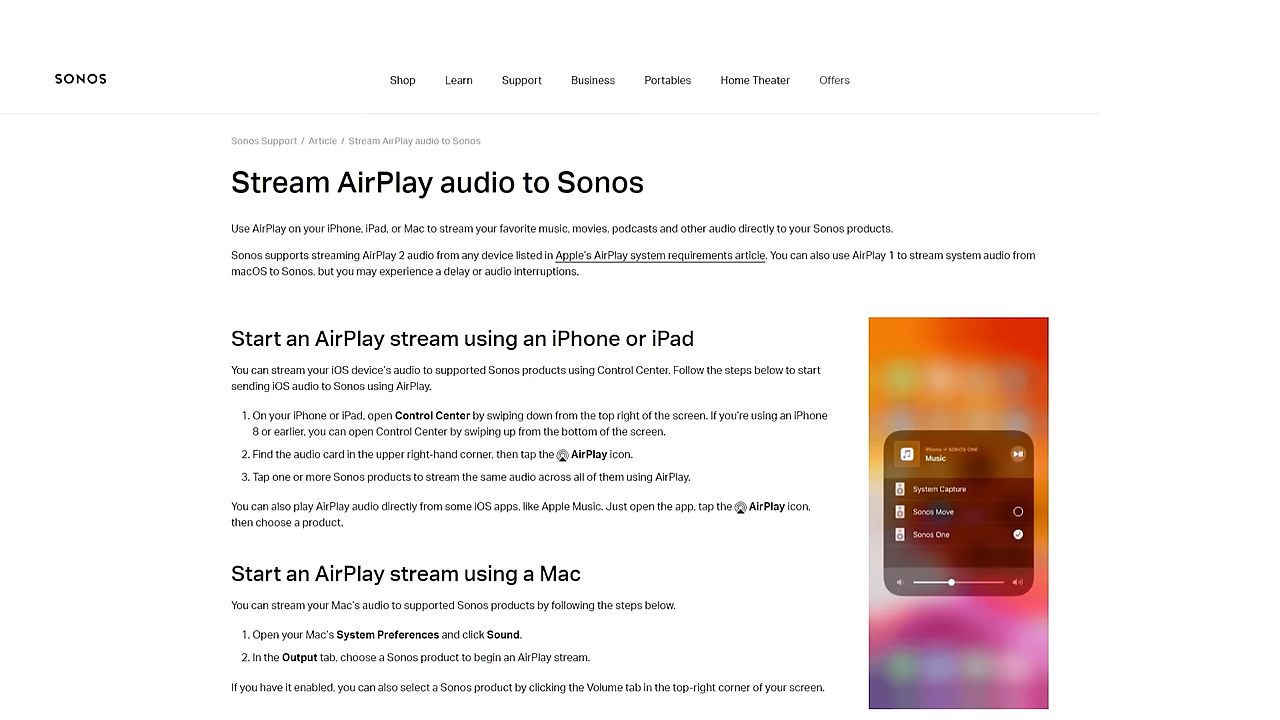 SONOS
Shop Learn Support Business Portables Home Theater Offers
Sonos Support / Article / Stream AirPlay audio to Sonos
Stream AirPlay audio to Sonos
Use AirPlay on your iPhone, iPad, or Mac to stream your favorite music, movies, podcasts and other audio directly to your Sonos products.
Sonos supports streaming AirPlay 2 audio from any device listed in Apple's AirPlay system requirements article. You can also use AirPlay 1 to stream system audio from
macOS to Sonos, but you may experience a delay or audio interruptions.
Start an AirPlay stream using an iPhone or iPad
You can stream your iOS device's audio to supported Sonos products using Control Center. Follow the steps below to start
sending iOS audio to Sonos using AirPlay.
1. On your iPhone or iPad, open Control Center by swiping down from the top right of the screen. If you're using an iPhone
8 or earlier, you can open Control Center by swiping up from the bottom of the screen.
2. Find the audio card in the upper right-hand corner, then tap the AirPlay icon.
3. Tap one or more Sonos products to stream the same audio across all of them using AirPlay.
You can also play AirPlay audio directly from some iOS apps, like Apple Music. Just open the app, tap the AirPlay icon,
then choose a product.
Start an AirPlay stream using a Mac
You can stream your Mac's audio to supported Sonos products by following the steps below.
1. Open your Mac's System Preferences and click Sound.
2. In the Output tab, choose a Sonos product to begin an AirPlay stream.
If you have it enabled, you can also select a Sonos product by clicking the Volume tab in the top-right corner of your screen.
iPhone → SONOS ONE
Music
System Capture
Sonos Move
Sonos One